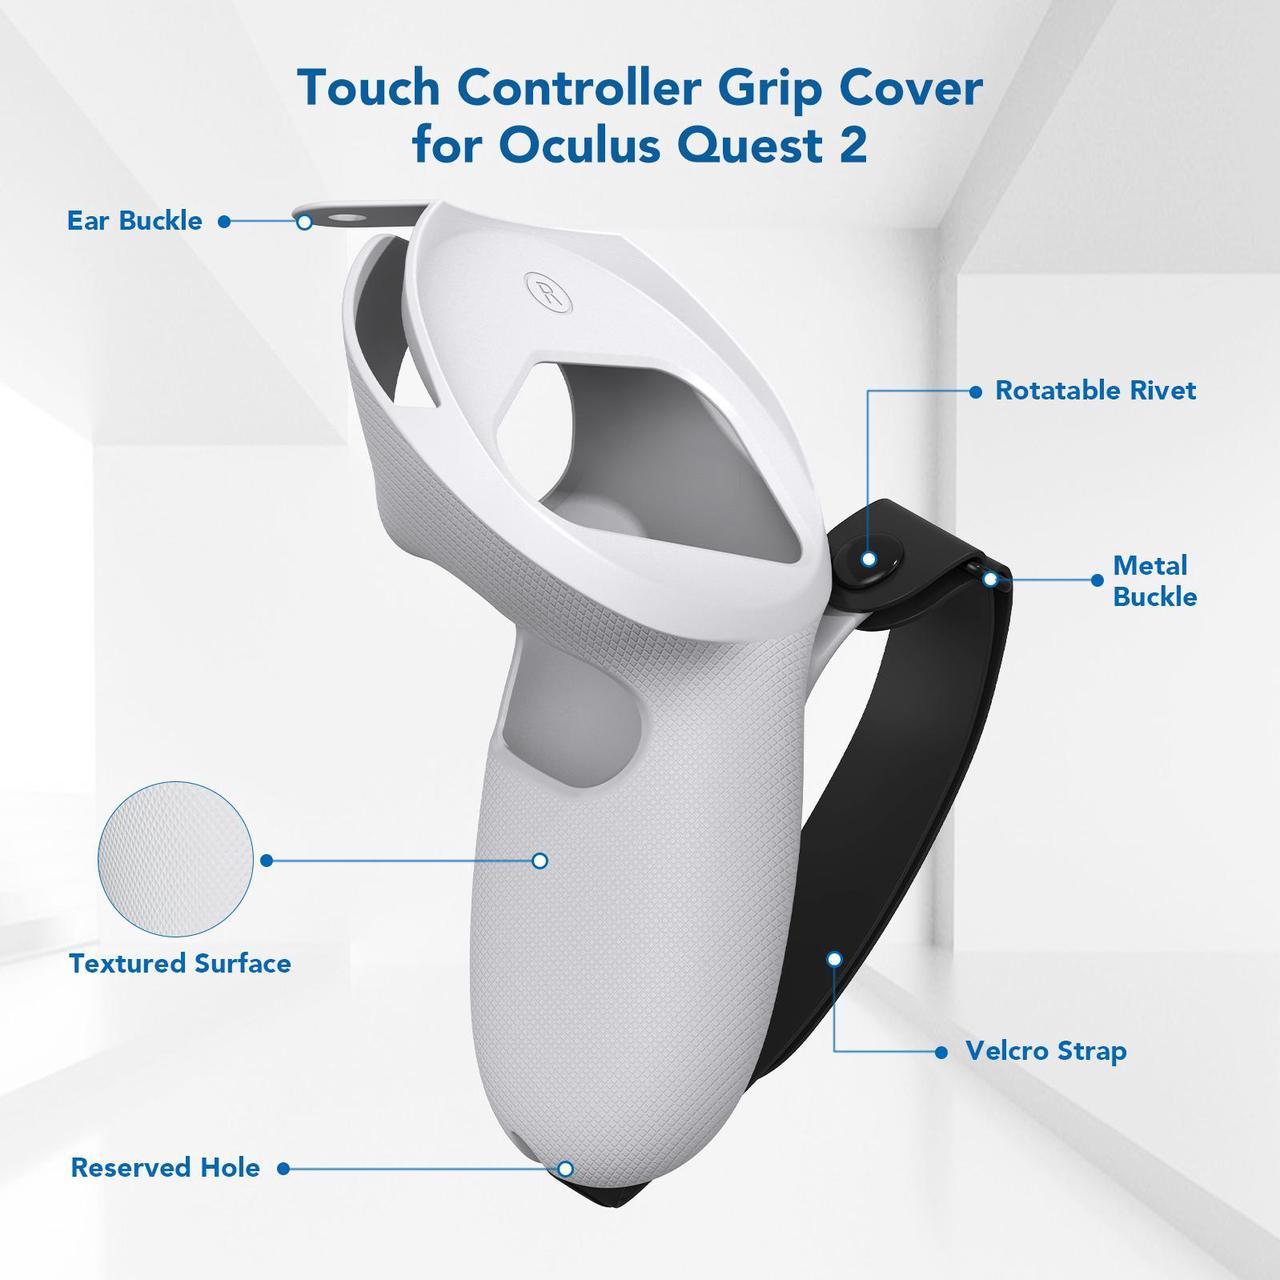 Touch Controller Grip Cover
for Oculus Quest 2
Ear Buckle
R
Rotatable Rivet
Metal
Buckle
Textured Surface
Velcro Strap
Reserved Hole